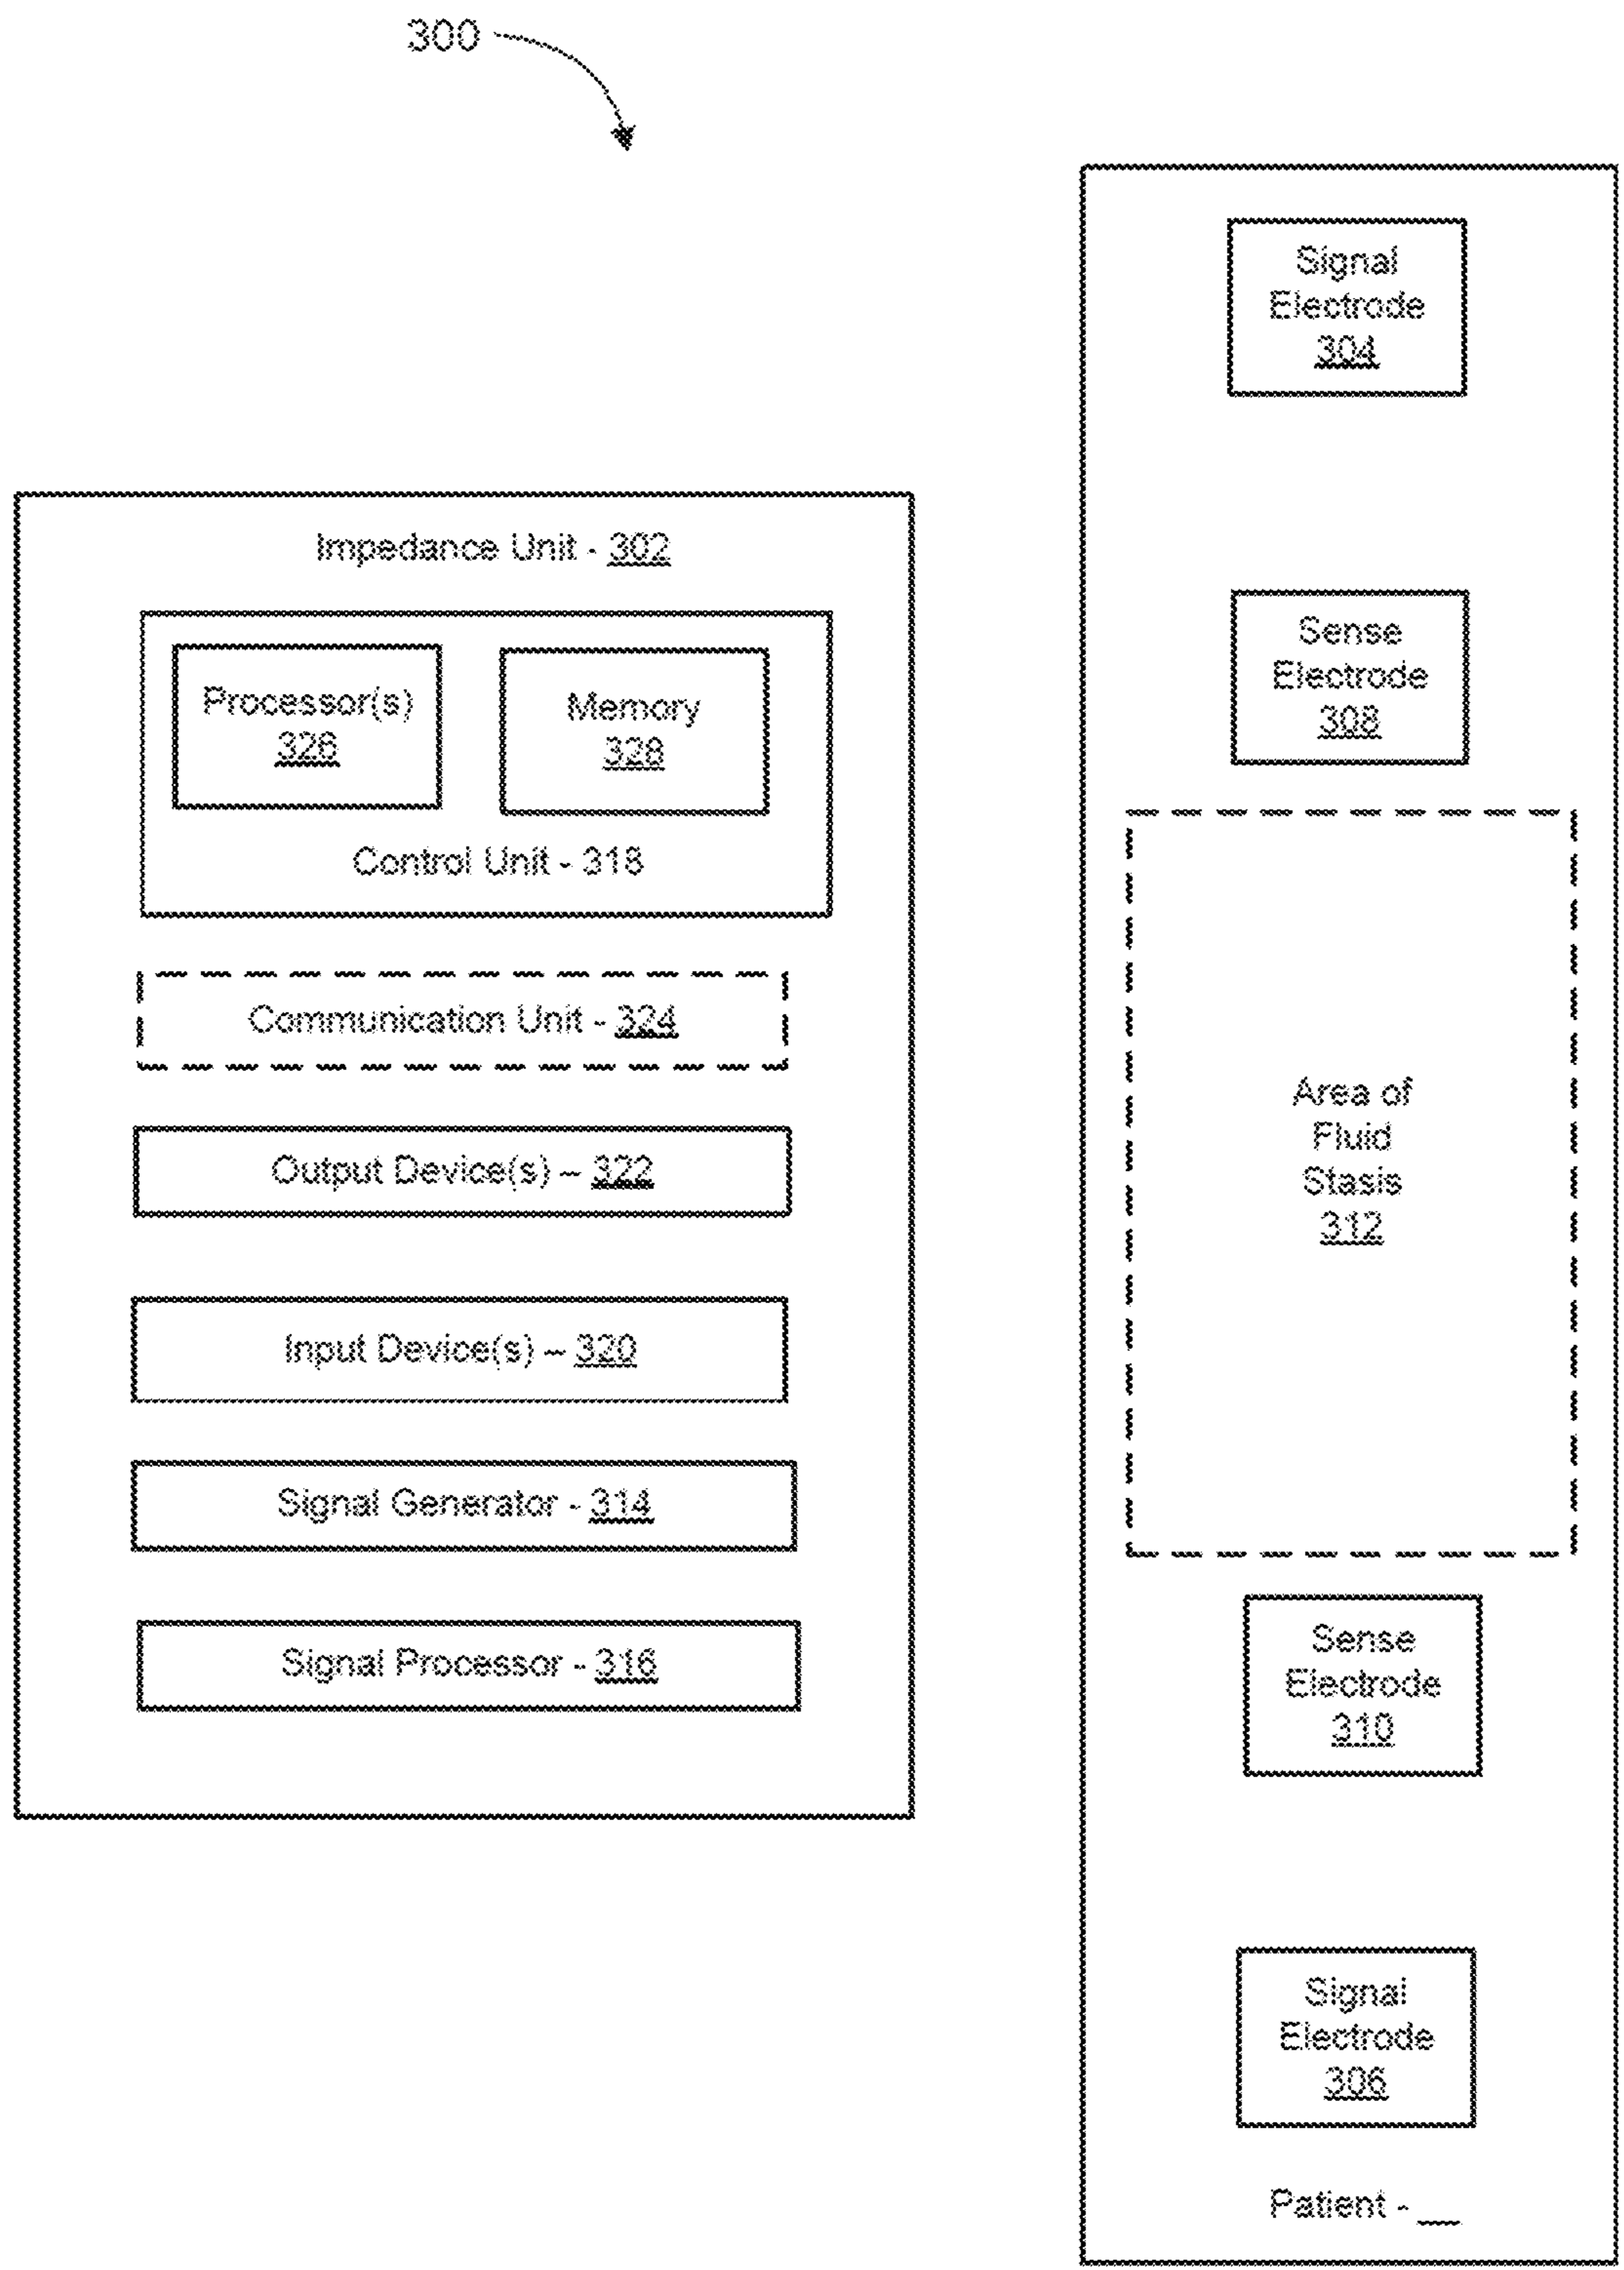 300
Impedance Unit - 302
Processor(s)
326
Memory
328
Control Unit - 318
Communication Unit - 324
Output Device(s) – 322
Input Device(s) – 320
Signal Generator - 314
Signal Processor - 316
Signal
Electrode
304
Sense
Electrode
308
Area of
Fluid
Stasis
312
Sense
Electrode
310
Signal
Electrode
306
Patient - __